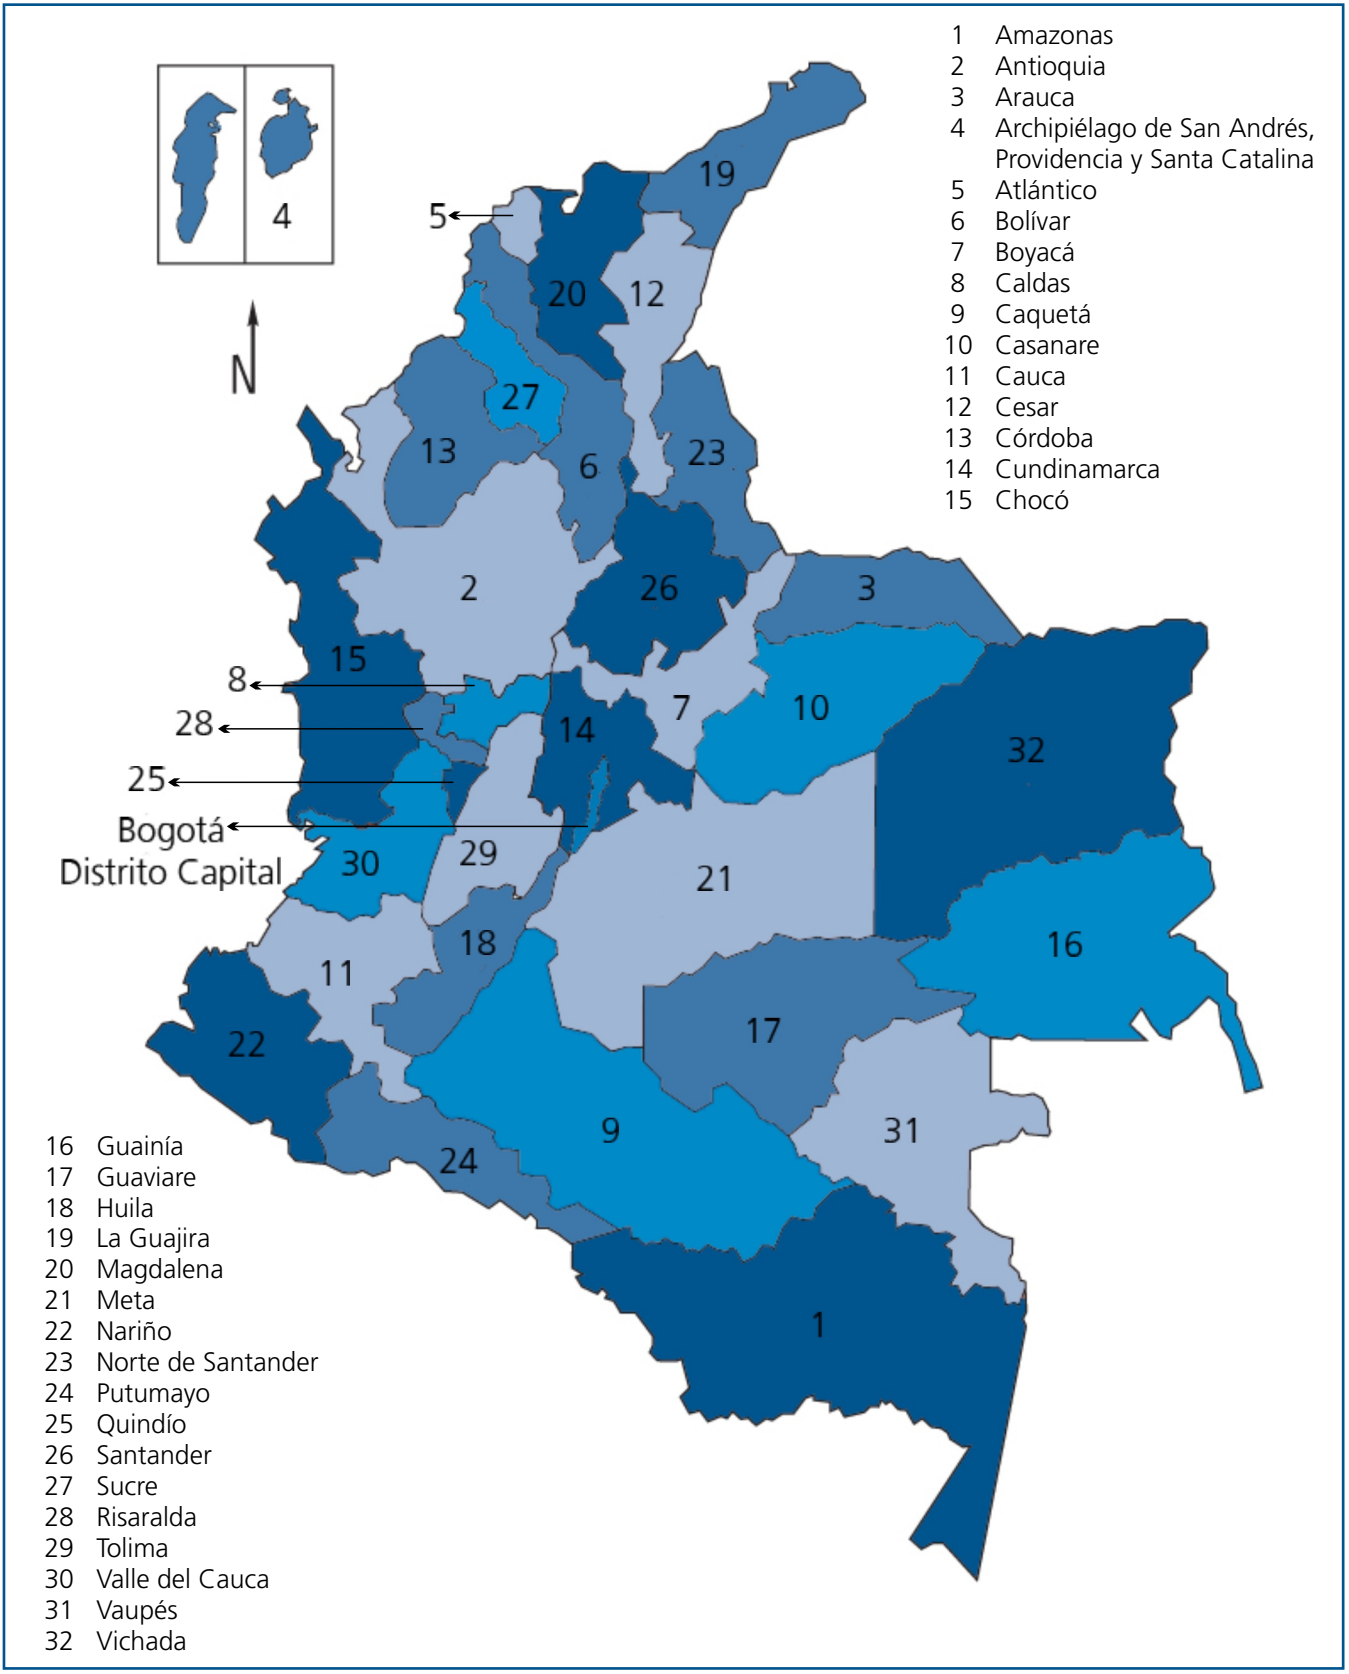 1 Amazonas
2 Antioquia
3 Arauca
4 Archipiélago de San Andrés,
Providencia y Santa Catalina
5 Atlántico
6 Bolívar
7 Boyacá
8 Caldas
9 Caquetá
10 Casanare
11 Cauca
12 Cesar
13 Córdoba
14 Cundinamarca
15 Chocó
4
N
19
5
20
12
27
13
6
23
2
26
3
15
8
28
7
10
14
32
25
Bogotá
Distrito Capital
30
29
21
18
16
11
22
17
9
31
24
1
16 Guainía
17 Guaviare
18 Huila
19 La Guajira
20 Magdalena
21 Meta
22 Nariño
23 Norte de Santander
24 Putumayo
25 Quindío
26 Santander
27 Sucre
28 Risaralda
29 Tolima
30 Valle del Cauca
31 Vaupés
32 Vichada